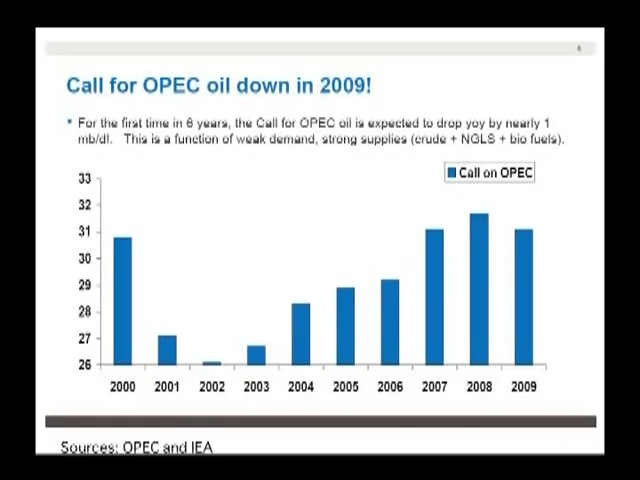 6
Call for OPEC oil down in 2009!
For the first time in 6 years, the Call for OPEC oil is expected to drop yoy by nearly 1
mb/d!. This is a function of weak demand, strong supplies (crude + NGLS + bio fuels).
Call on OPEC
33
32
31
30
29
28
27
26
2000 2001 2002 2003 2004 2005 2006 2007 2008 2009
Sources: OPEC and IEA